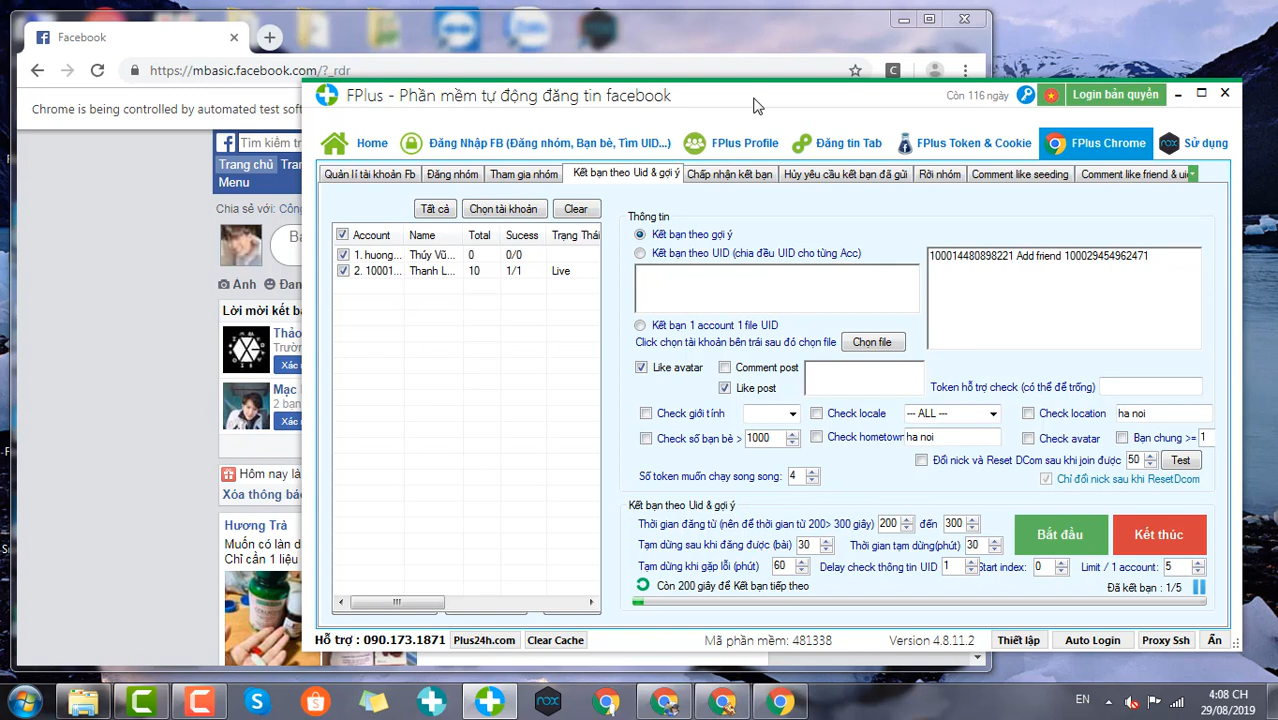 Facebook
https://mbasic.facebook.com/?_rdr
Chrome is being controlled by automated test soft
Tìm kiếm
Trang chủ
Tran
Menu
Chia sẻ với: Công
Bạ
Ảnh
Đan
Lời mời kết b
Thảo
Trườn
Xác
Mạc
2 bạn
Xác
Hôm nay là
Xóa thông báo
Hương Trà
Muốn có làn d
Chỉ cần 1 liệu
FPlus - Phần mềm tự động đăng tin facebook
Còn 116 ngày
Login bản quyền
Home
Đăng Nhập FB (Đăng nhóm, Bạn bè, Tìm UID...)
FPlus Profile
Đăng tin Tab
FPlus Token & Cookie
FPlus Chrome
Sử dụng
Quản lí tài khoản Fb
Đăng nhóm
Tham gia nhóm
Kết bạn theo Uid & gợi ý
Chấp nhận kết bạn
Hủy yêu cầu kết bạn đã gửi
Rời nhóm
Comment like seeding
Comment like friend & ui
Tất cả
Chọn tài khoản
Clear
Account Name Total Sucess Trạng Thái
1. huong... Thúy Vũ... 0 0/0
2. 10001... Thanh L... 10 1/1 Live
Thông tin
Kết bạn theo gợi ý
Kết bạn theo UID (chia đều UID cho từng Acc)
100014480898221 Add friend 100029454962471
Kết bạn 1 account 1 file UID
Click chọn tài khoản bên trái sau đó chọn file
Chọn file
Like avatar
Comment post
Like post
Token hỗ trợ check (có thể để trống)
Check giới tính
Check locale
--- ALL ---
Check location
ha noi
Check số bạn bè >
1000
Check hometown
ha noi
Check avatar
Bạn chung >=
1
Đổi nick và Reset DCom sau khi join được
50
Test
Số token muốn chạy song song:
4
Chỉ đổi nick sau khi ResetDcom
Kết bạn theo Uid & gợi ý
Thời gian đăng từ (nên để thời gian từ 200> 300 giây)
200
đến
300
Bắt đầu
Kết thúc
Tạm dừng sau khi đăng được (bài)
30
Thời gian tạm dừng(phút)
30
Tạm dừng khi gặp lỗi (phút)
60
Delay check thông tin UID
1
Start index:
0
Limit / 1 account:
5
Còn 200 giây để Kết bạn tiếp theo
Đã kết bạn : 1/5
Hỗ trợ : 090.173.1871
Plus24h.com
Clear Cache
Mã phần mềm: 481338
Version 4.8.11.2
Thiết lập
Auto Login
Proxy Ssh
Ẩn
nox
EN
4:08 CH
29/08/2019